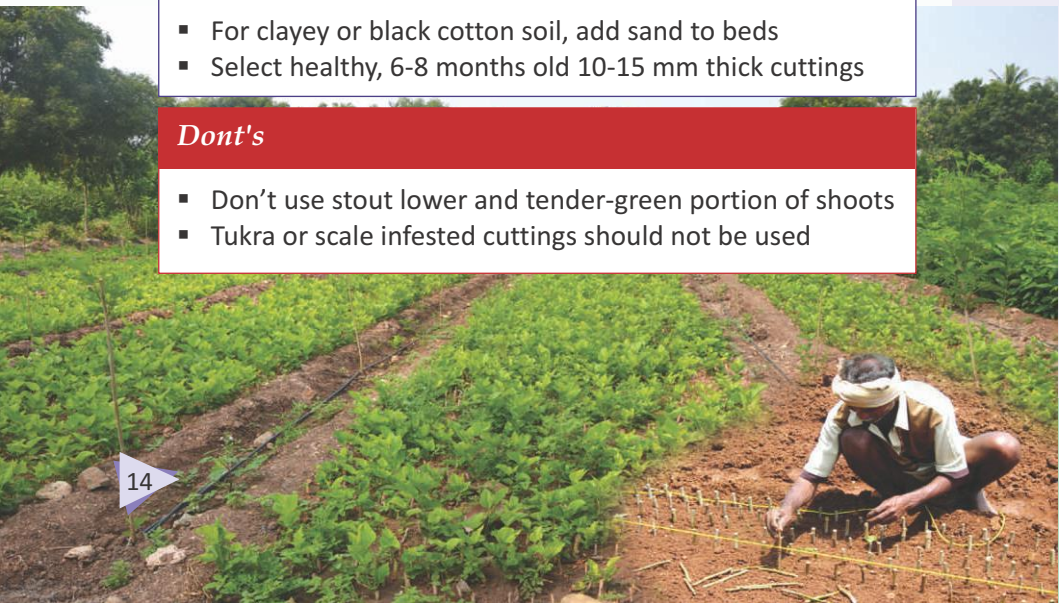 ▪ For clayey or black cotton soil, add sand to beds
▪ Select healthy, 6-8 months old 10-15 mm thick cuttings
Dont's
▪ Don’t use stout lower and tender-green portion of shoots
▪ Tukra or scale infested cuttings should not be used
14